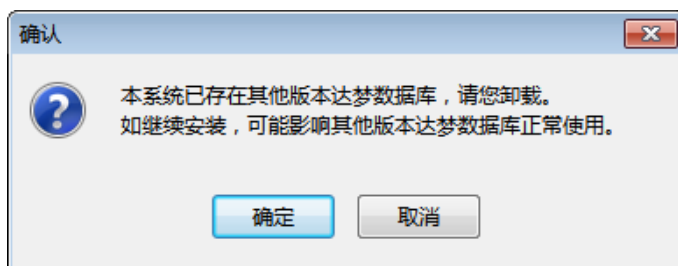 确认
本系统已存在其他版本达梦数据库，请您卸载。
如继续安装，可能影响其他版本达梦数据库正常使用。
确定
取消